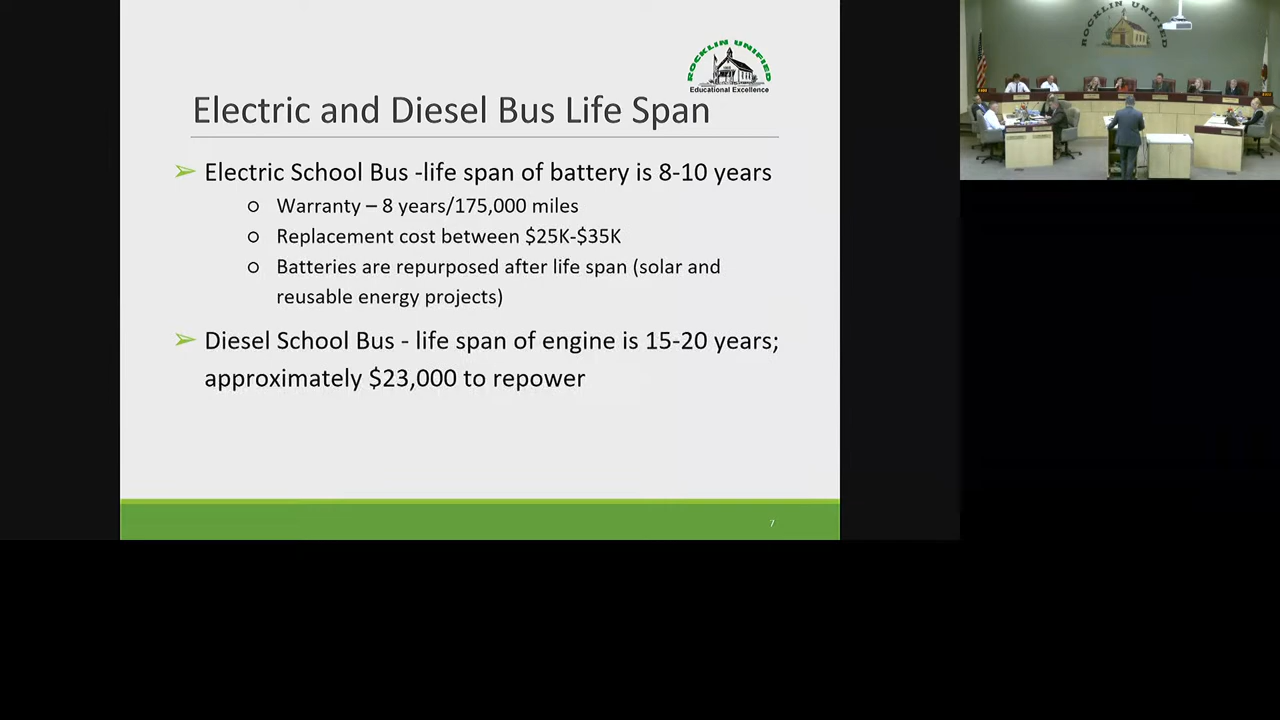 ROCKLIN UNIFIED
Educational Excellence
Electric and Diesel Bus Life Span
➢ Electric School Bus -life span of battery is 8-10 years
o Warranty – 8 years/175,000 miles
o Replacement cost between $25K-$35K
o Batteries are repurposed after life span (solar and
reusable energy projects)
➢ Diesel School Bus - life span of engine is 15-20 years;
approximately $23,000 to repower
7
ROCKLIN UNIFIED